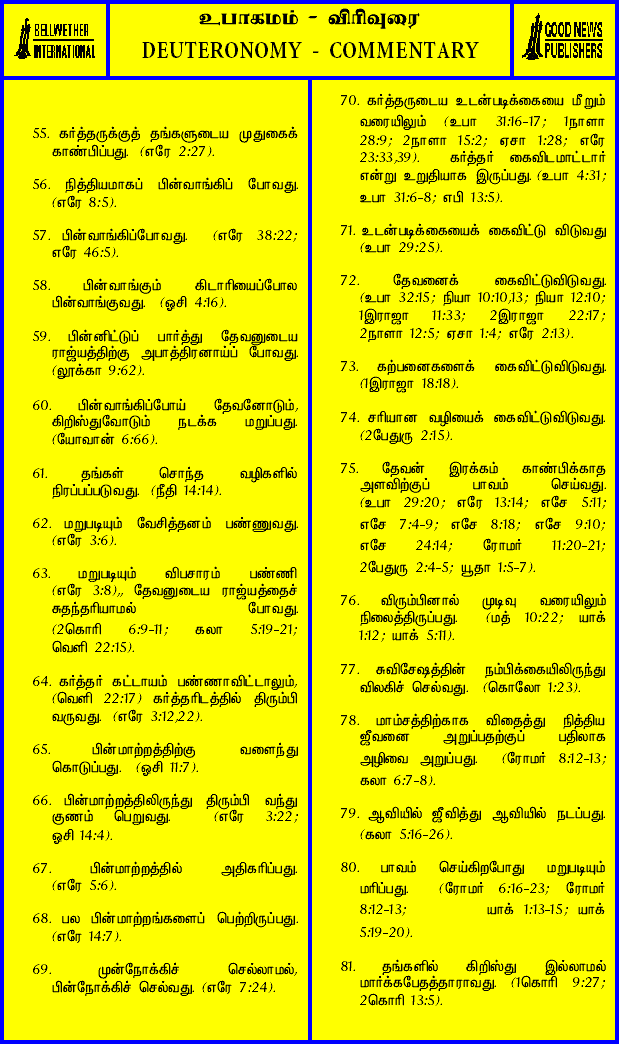 உபாகமம் - விரிவுரை
BELLWETHER
INTERNATIONAL
DEUTERONOMY - COMMENTARY
GOOD NEWS
PUBLISHERS
55. கர்த்தருக்குத் தங்களுடைய முதுகைக்
காண்பிப்பது. (எரே 2:27).
56. நித்தியமாகப் பின்வாங்கிப் போவது.
(எரே 8:5).
57. பின்வாங்கிப்போவது. (எரே 38:22;
எரே 46:5).
58. பின்வாங்கும் கிடாரியைப்போல
பின்வாங்குவது. (ஓசி 4:16).
59. பின்னிட்டுப் பார்த்து தேவனுடைய
ராஜ்யத்திற்கு அபாத்திரனாய்ப் போவது.
(லூக்கா 9:62).
60. பின்வாங்கிப்போய் தேவனோடும்,
கிறிஸ்துவோடும் நடக்க மறுப்பது.
(யோவான் 6:66).
61. தங்கள் சொந்த வழிகளில்
நிரப்பப்படுவது. (நீதி 14:14).
62. மறுபடியும் வேசித்தனம் பண்ணுவது.
(எரே 3:6).
63. மறுபடியும் விபசாரம் பண்ணி
(எரே 3:8),, தேவனுடைய ராஜ்யத்தைச்
சுதந்தரியாமல் போவது.
(2கொரி 6:9-11; கலா 5:19-21;
வெளி 22:15).
64. கர்த்தர் கட்டாயம் பண்ணாவிட்டாலும்,
(வெளி 22:17) கர்த்தரிடத்தில் திரும்பி
வருவது. (எரே 3:12,22).
65. பின்மாற்றத்திற்கு வளைந்து
கொடுப்பது. (ஓசி 11:7).
66. பின்மாற்றத்திலிருந்து திரும்பி வந்து
குணம் பெறுவது. (எரே 3:22;
ஓசி 14:4).
67. பின்மாற்றத்தில் அதிகரிப்பது.
(எரே 5:6).
68. பல பின்மாற்றங்களைப் பெற்றிருப்பது.
(எரே 14:7).
69. முன்நோக்கிச் செல்லாமல்,
பின்நோக்கிச் செல்வது. (எரே 7:24).
70. கர்த்தருடைய உடன்படிக்கையை மீறும்
வரையிலும் (உபா 31:16-17; 1நாளா
28:9; 2நாளா 15:2; ஏசா 1:28; எரே
23:33,39). கர்த்தர் கைவிடமாட்டார்
என்று உறுதியாக இருப்பது. (உபா 4:31;
உபா 31:6-8; எபி 13:5).
71. உடன்படிக்கையைக் கைவிட்டு விடுவது
(உபா 29:25).
72. தேவனைக் கைவிட்டுவிடுவது.
(உபா 32:15; நியா 10:10,13; நியா 12:10;
1இராஜா 11:33; 2இராஜா 22:17;
2நாளா 12:5; ஏசா 1:4; எரே 2:13).
73. கற்பனைகளைக் கைவிட்டுவிடுவது.
(1இராஜா 18:18).
74. சரியான வழியைக் கைவிட்டுவிடுவது.
(2பேதுரு 2:15).
75. தேவன் இரக்கம் காண்பிக்காத
அளவிற்குப் பாவம் செய்வது.
(உபா 29:20; எரே 13:14; எசே 5:11;
எசே 7:4-9; எசே 8:18; எசே 9:10;
எசே 24:14; ரோமர் 11:20-21;
2பேதுரு 2:4-5; யூதா 1:5-7).
76. விரும்பினால் முடிவு வரையிலும்
நிலைத்திருப்பது. (மத் 10:22; யாக்
1:12; யாக் 5:11).
77. சுவிசேஷத்தின் நம்பிக்கையிலிருந்து
விலகிச் செல்வது. (கொலோ 1:23).
78. மாம்சத்திற்காக விதைத்து நித்திய
ஜீவனை அறுப்பதற்குப் பதிலாக
அழிவை அறுப்பது. (ரோமர் 8:12-13;
கலா 6:7-8).
79. ஆவியில் ஜீவித்து ஆவியில் நடப்பது.
(கலா 5:16-26).
80. பாவம் செய்கிறபோது மறுபடியும்
மரிப்பது. (ரோமர் 6:16-23; ரோமர்
8:12-13; யாக் 1:13-15; யாக்
5:19-20).
81. தங்களில் கிறிஸ்து இல்லாமல்
மார்க்கபேதத்தாராவது. (1கொரி 9:27;
2கொரி 13:5).